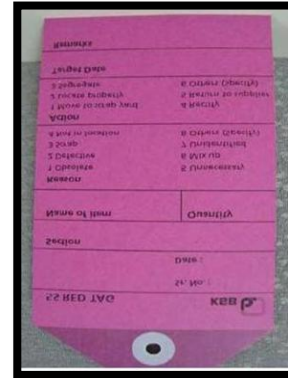 5S RED TAG KSB
Sr. No. :
Date :
Section
Name of Item Quantity
Reason
1 Obsolete 5 Unnecessary
2 Defective 6 Mix Up
3 Scrap 7 Unidentified
4 Not in location 8 Others (Specify)
Action
1 Move to scrap yard 4 Rectify
2 Locate properly 5 Return to supplier
3 Segregate 6 Others (Specify)
Target Date
Remarks